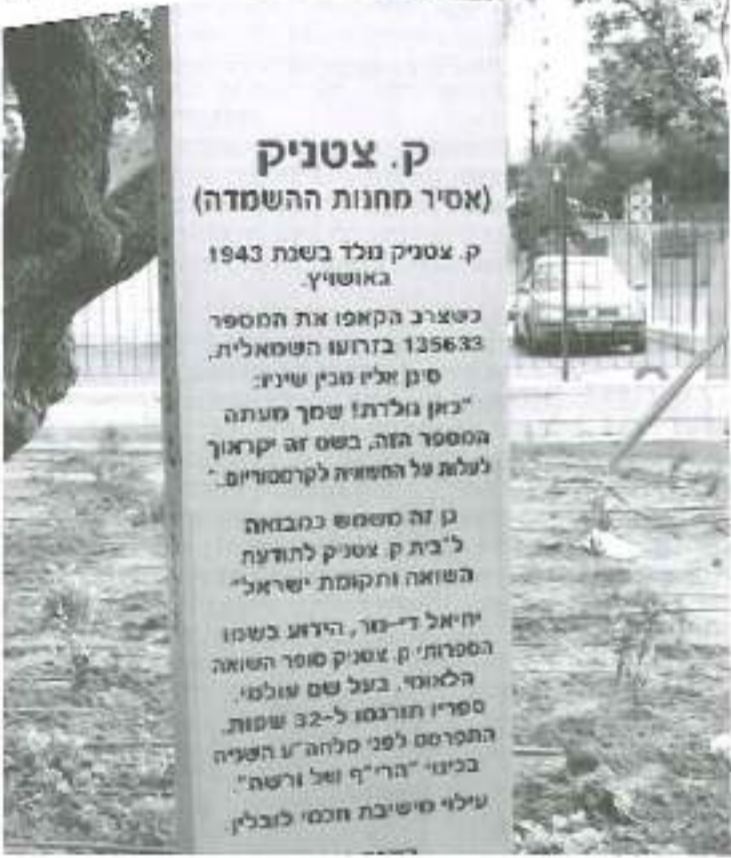 ק. צטניק
(אסיר מחנות ההשמדה)
ק. צטניק נולד בשנת 1943
באושויץ.
כשצרב הקאפו את המספר
135633 בזרועו השמאלית,
סינן אליו מבין שיניו:
"כאן נולדת! שמך מעתה
המספר הזה, בשם זה יקראוך
לעלות על המשאית לקרמטוריום."
גן זה משמש כמבואה
ל"בית ק. צטניק לתודעת
השואה ותקומת ישראל"
יחיאל די-נור, הידוע בשמו
הספרותי ק. צטניק סופר השואה
הלאומי, בעל שם עולמי.
ספריו תורגמו ל-32 שפות.
התפרסם לפני מלחה"ע השניה
בכינוי "הרי"ף של ורשה".
עילוי מישיבת חכמי לובלין.